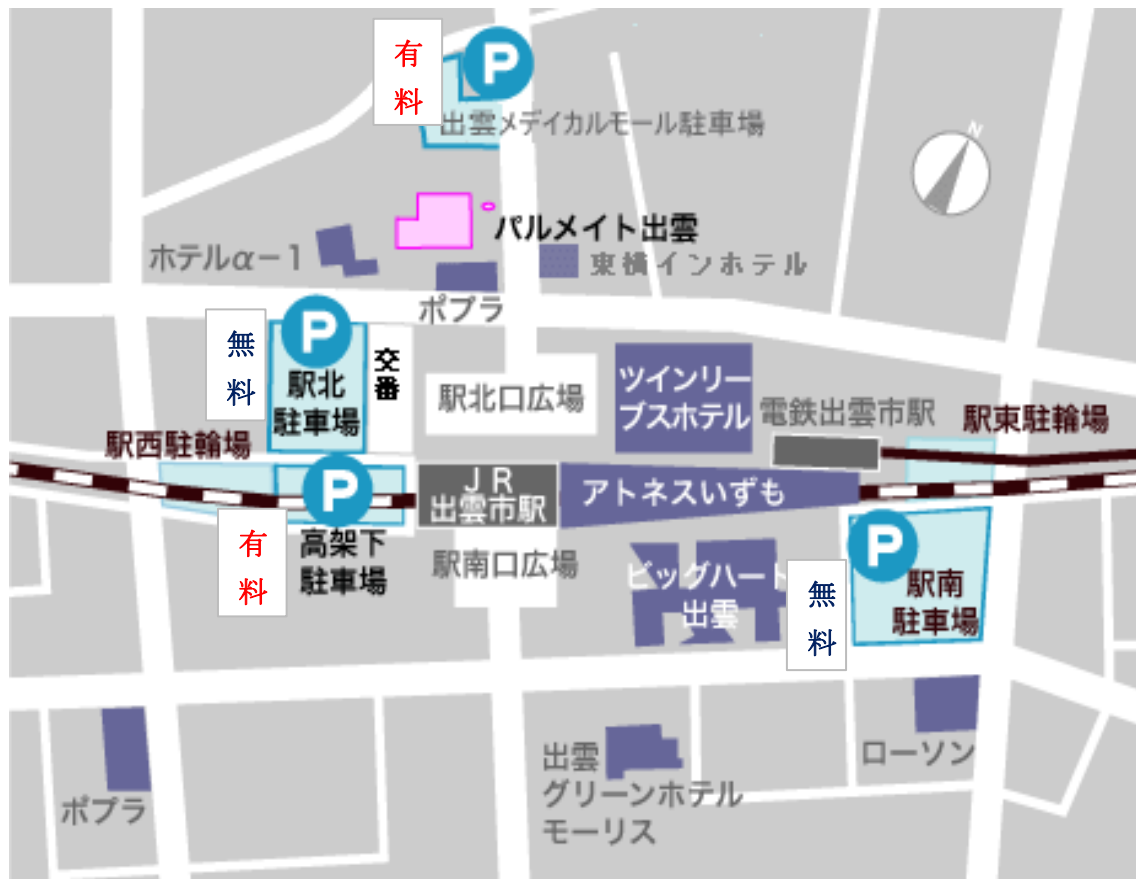 有
料
P
出雲メディカルモール駐車場
N
パルメイト出雲
ホテルα－1
東横インホテル
ポプラ
無
料
P
駅北
駐車場
交
番
駅北口広場
ツインリー
ブスホテル
電鉄出雲市駅
駅東駐輪場
駅西駐輪場
P
JR
出雲市駅
アトネスいずも
有
料
高架下
駐車場
駅南口広場
ビッグハート
出雲
無
料
P
駅南
駐車場
ポプラ
出雲
グリーンホテル
モーリス
ローソン